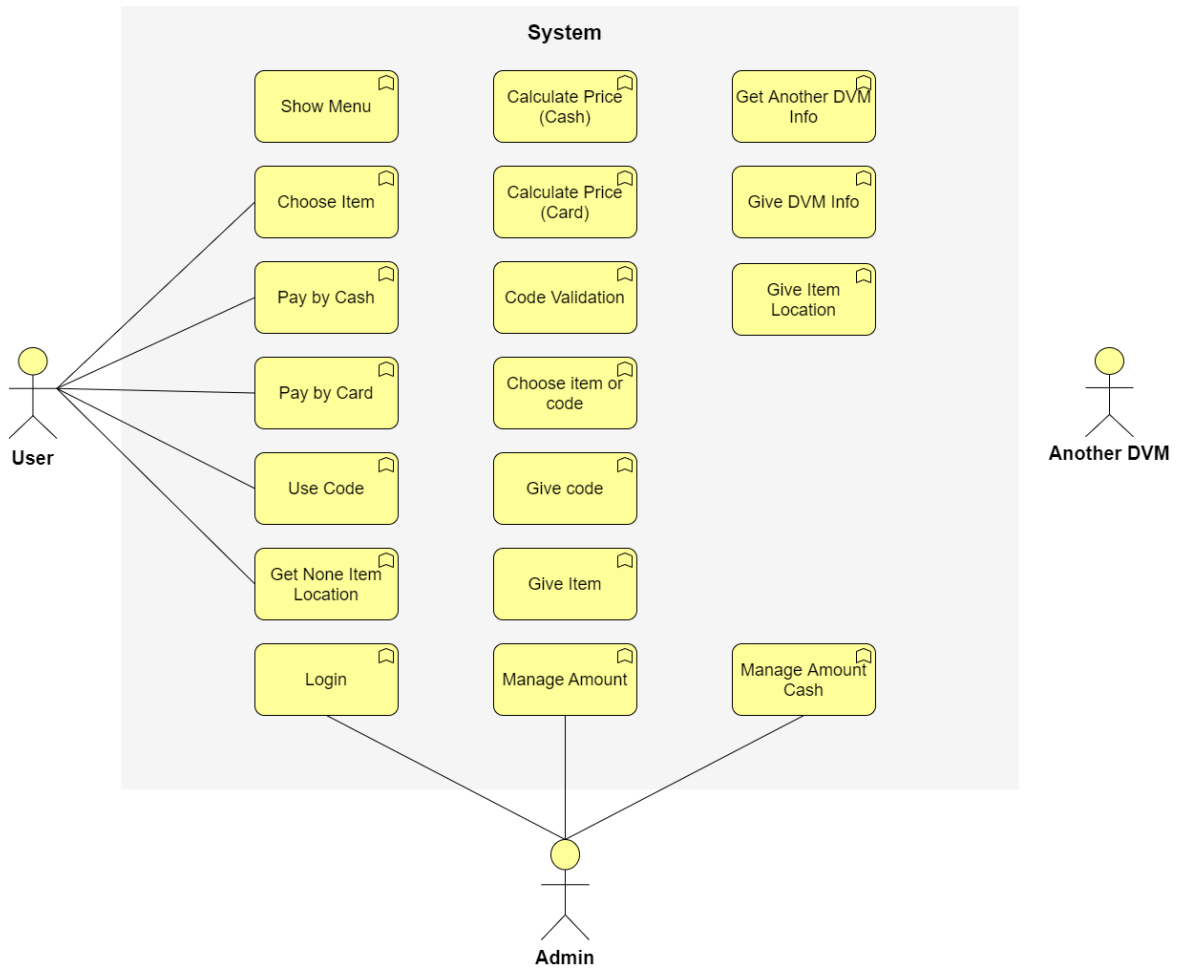 System
Show Menu
Calculate Price
(Cash)
Get Another DVM
Info
Choose Item
Calculate Price
(Card)
Give DVM Info
Pay by Cash
Code Validation
Give Item
Location
Pay by Card
Choose item or
code
User
Another DVM
Use Code
Give code
Get None Item
Location
Give Item
Login
Manage Amount
Manage Amount
Cash
Admin